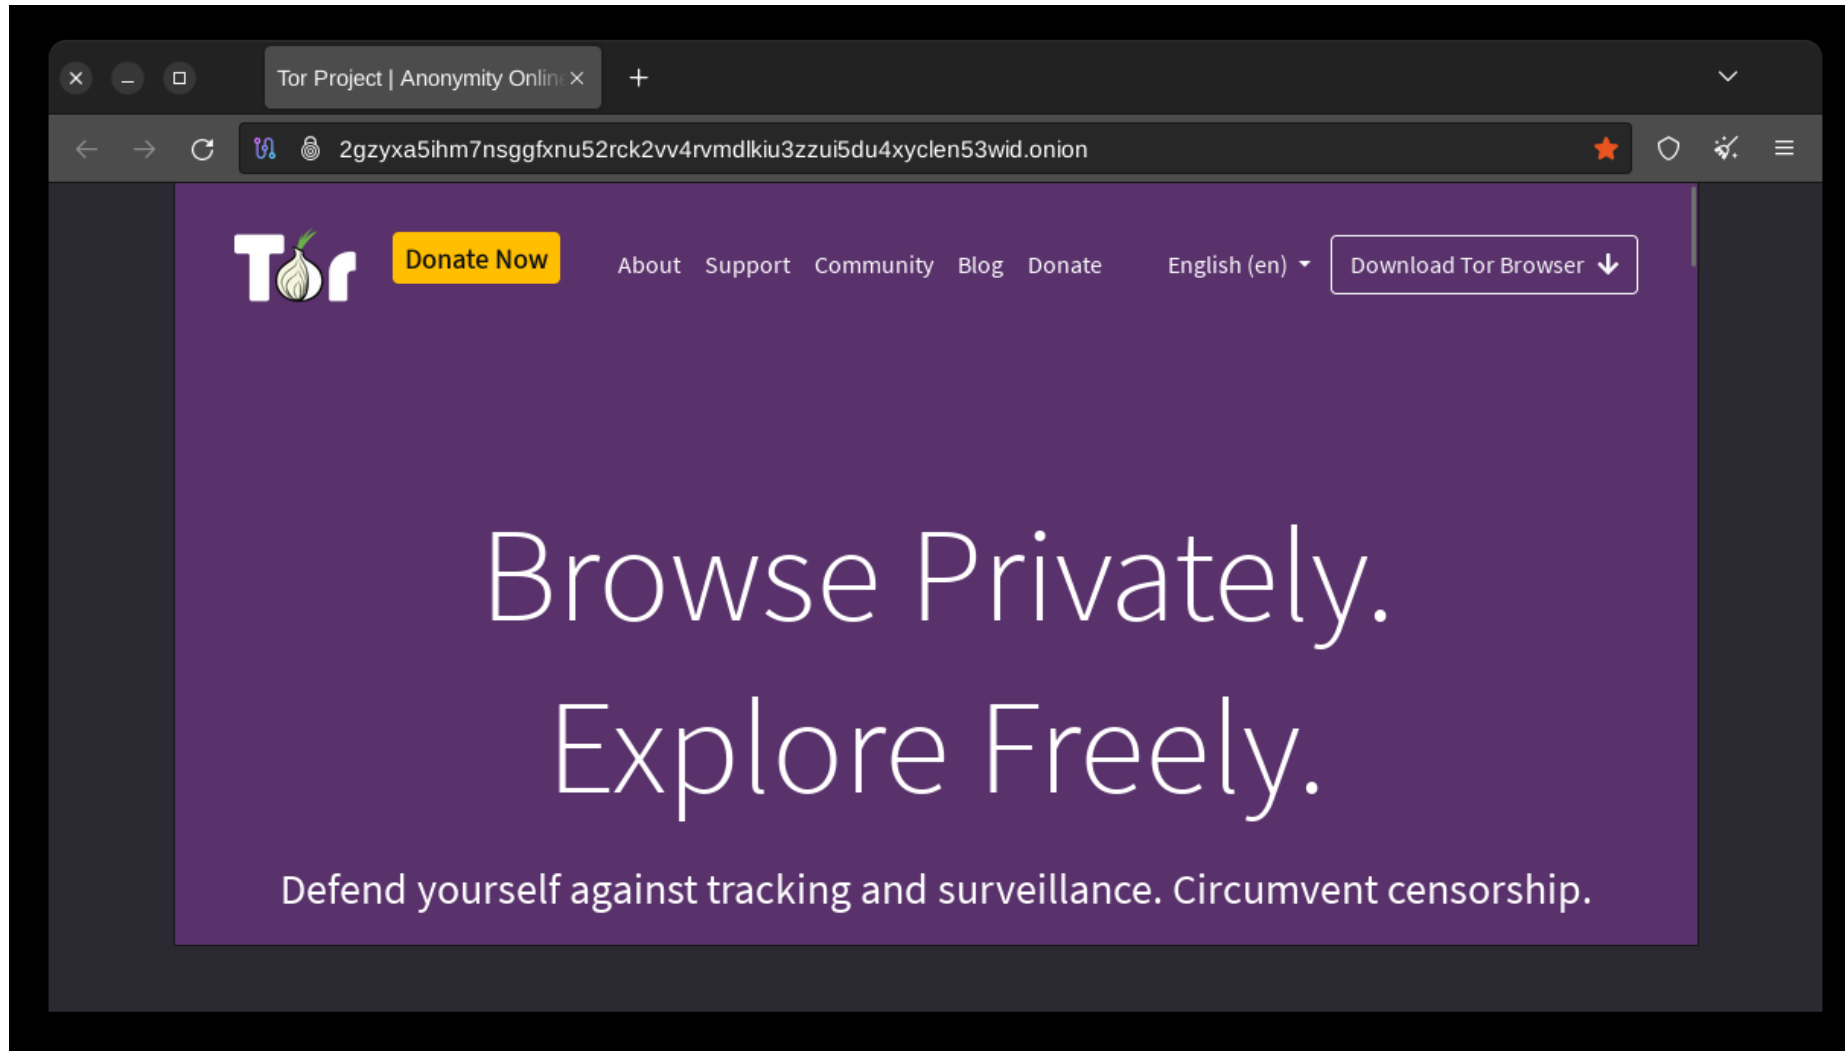 Tor Project | Anonymity Online
2gzyxa5ihm7nsggfxnu52rck2vv4rvmdlkiu3zzui5du4xyclen53wid.onion
Tor
Donate Now
About Support Community Blog Donate
English (en)
Download Tor Browser
Browse Privately.
Explore Freely.
Defend yourself against tracking and surveillance. Circumvent censorship.